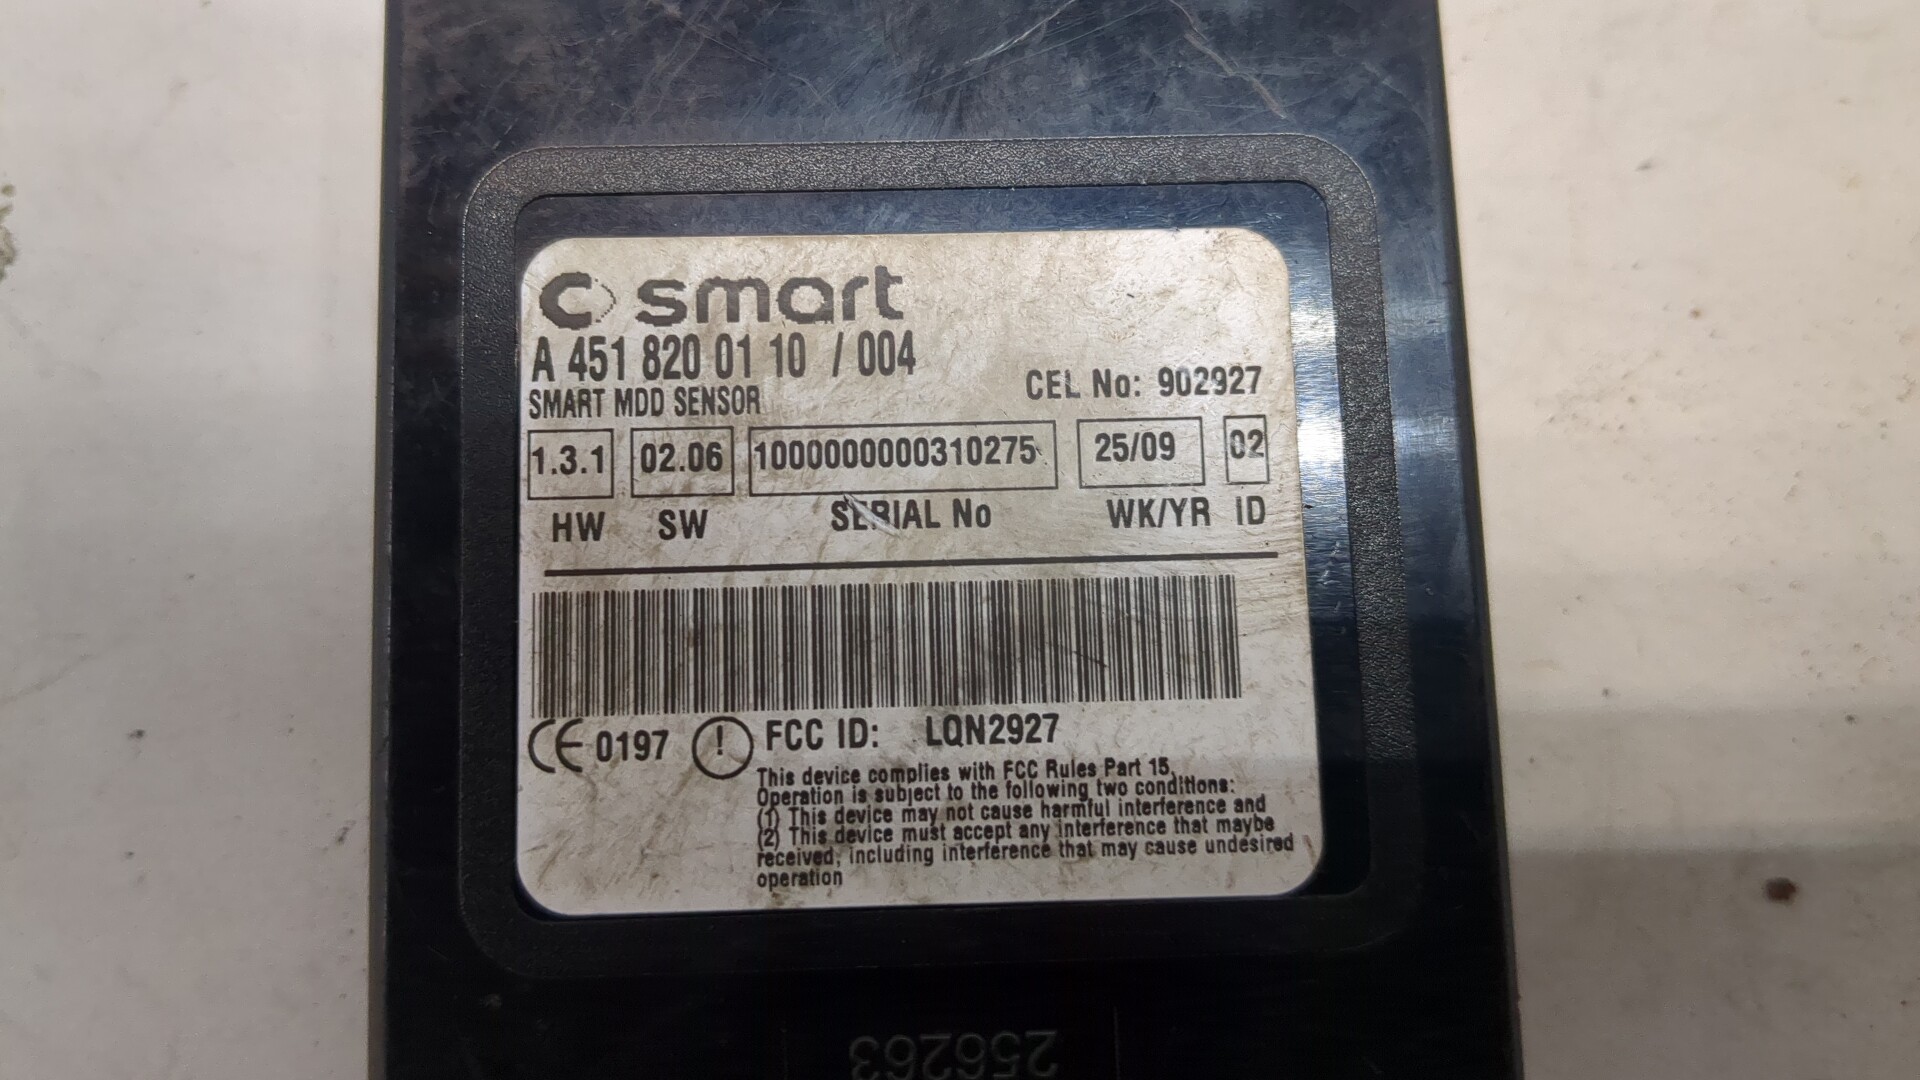 smart
A 451 820 01 10 / 004
SMART MDD SENSOR
CEL No: 902927
1.3.1 02.06 1000000000310275 25/09 02
HW SW SERIAL No WK/YR ID
CE 0197 ! FCC ID: LQN2927
This device complies with FCC Rules Part 15.
Operation is subject to the following two conditions:
(1) This device may not cause harmful interference and
(2) This device must accept any interference that maybe
received, including interference that may cause undesired
operation
256263